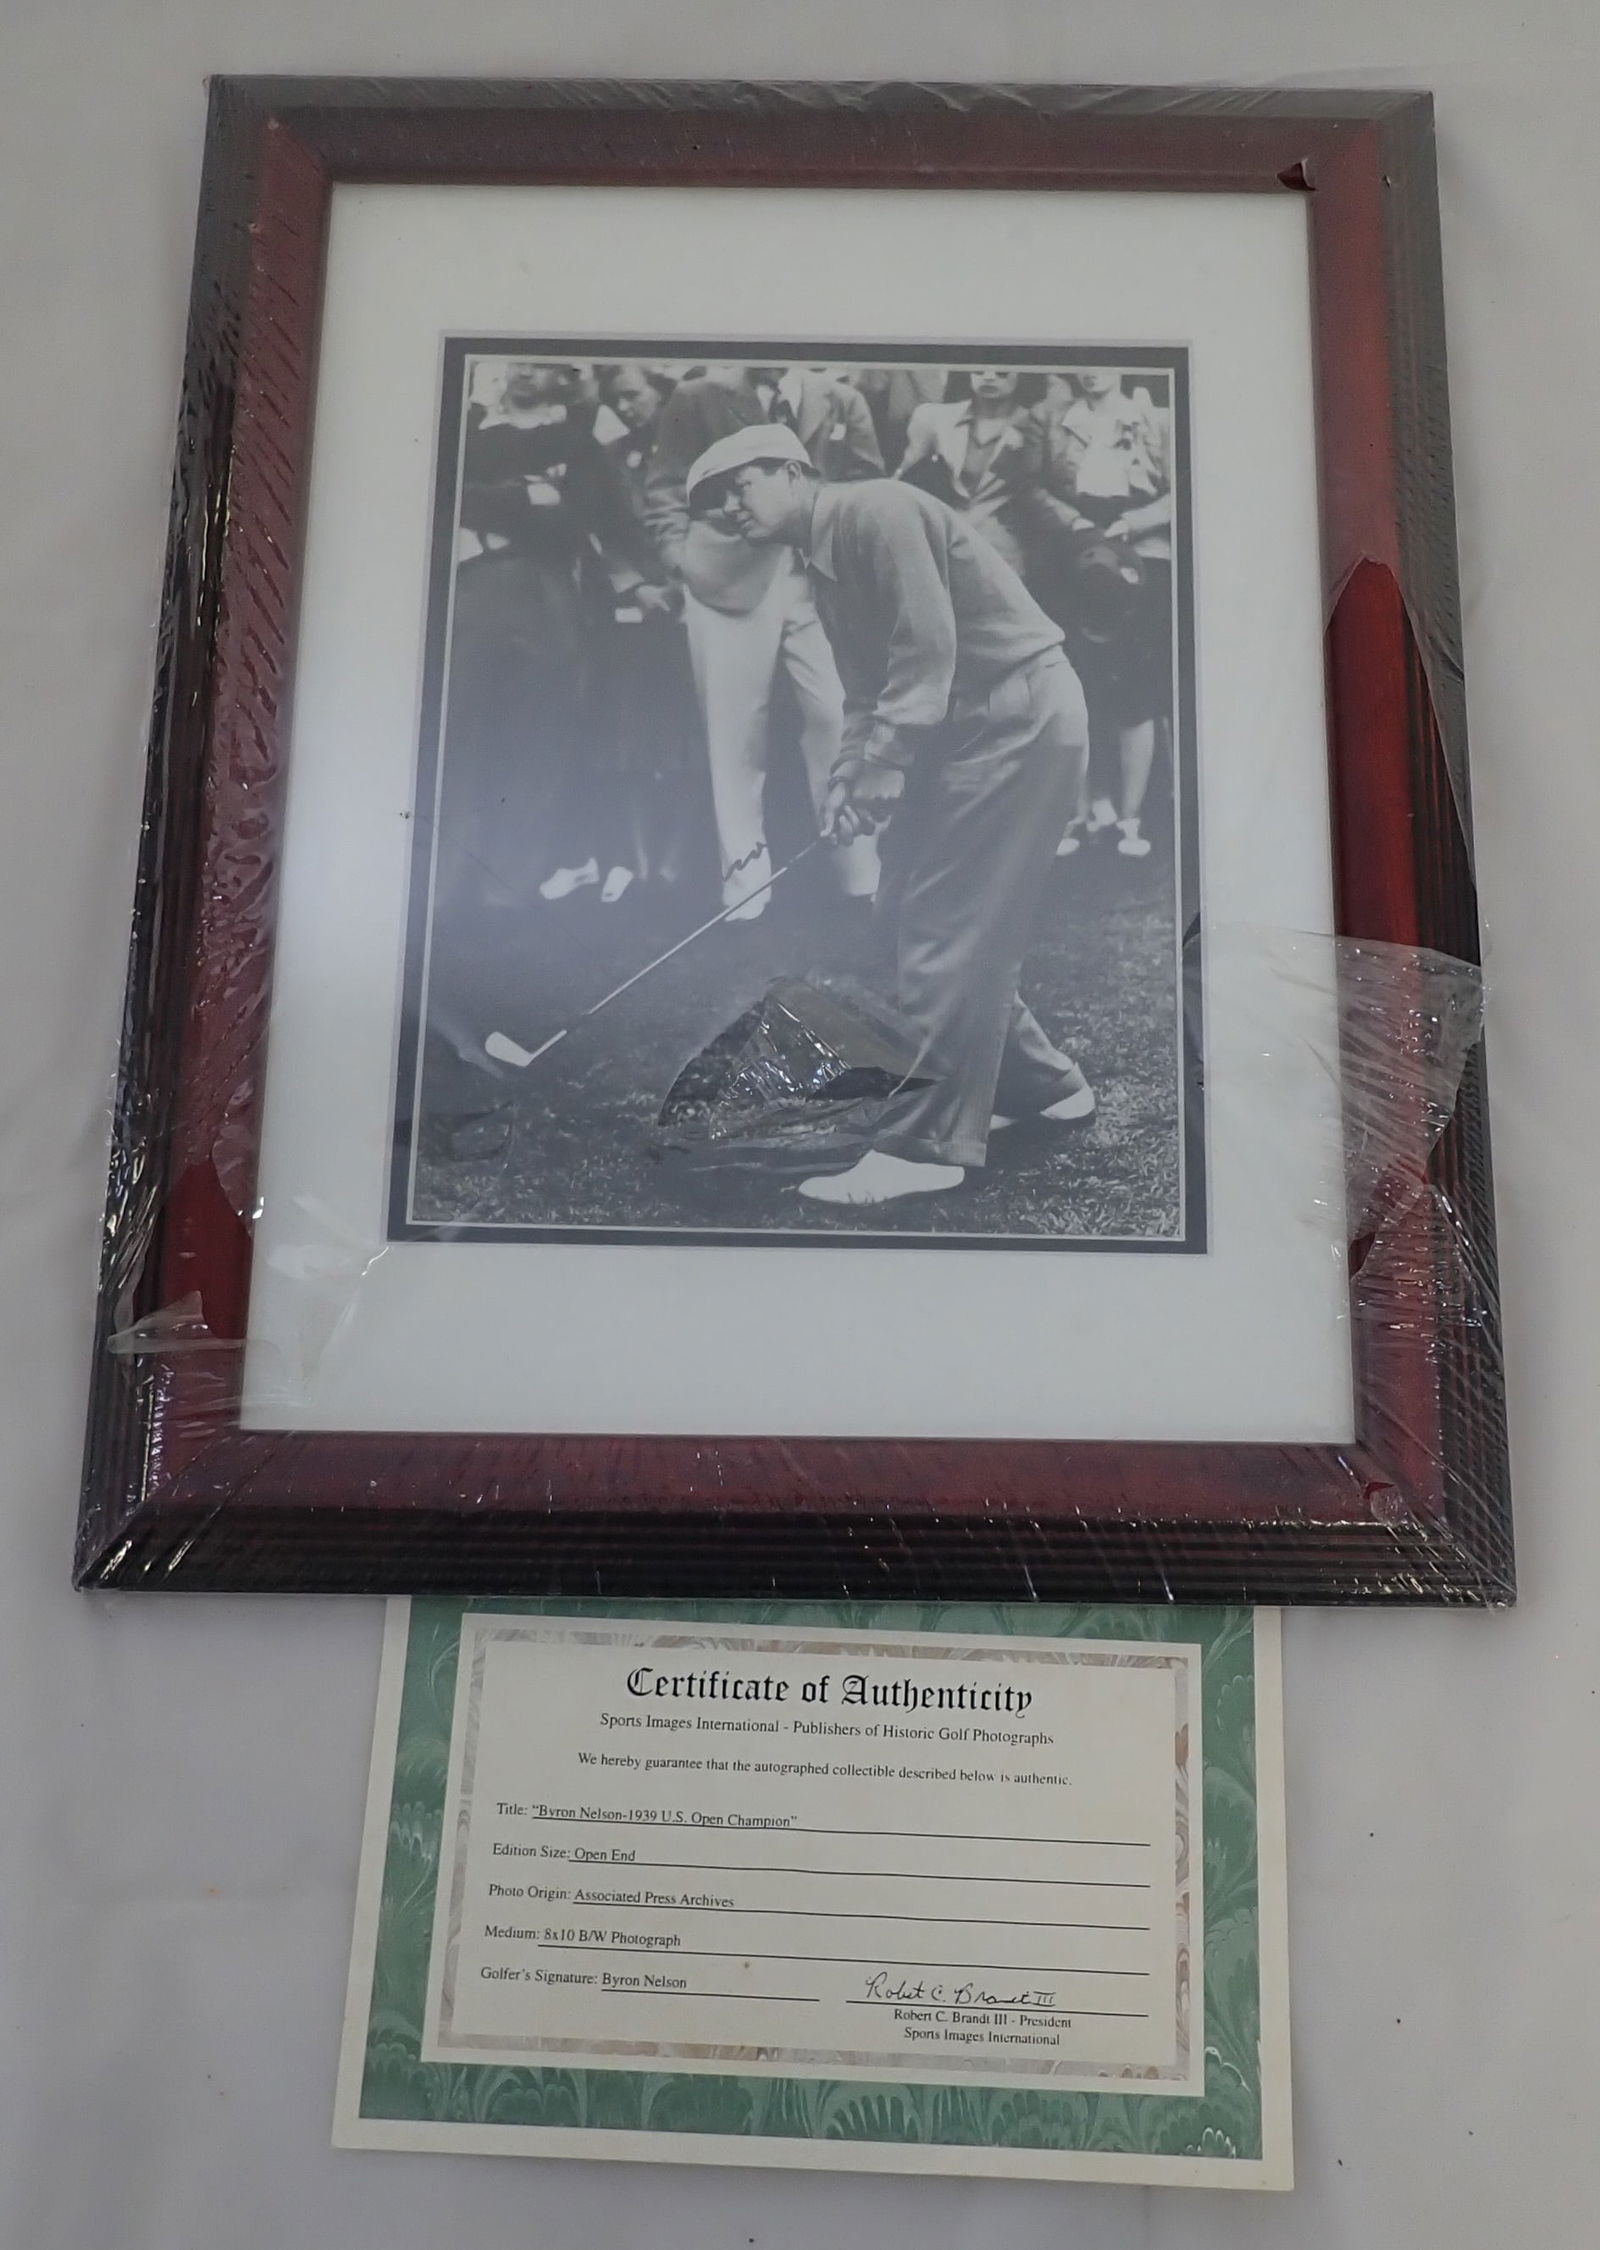 Certificate of Authenticity
Sports Images International - Publishers of Historic Golf Photographs
We hereby guarantee that the autographed collectible described below is authentic.
Title: "Byron Nelson-1939 U.S. Open Champion"
Edition Size: Open End
Photo Origin: Associated Press Archives
Medium: 8x10 B/W Photograph
Golfer's Signature: Byron Nelson
Robert C. Brandt III
Robert C. Brandt III - President
Sports Images International